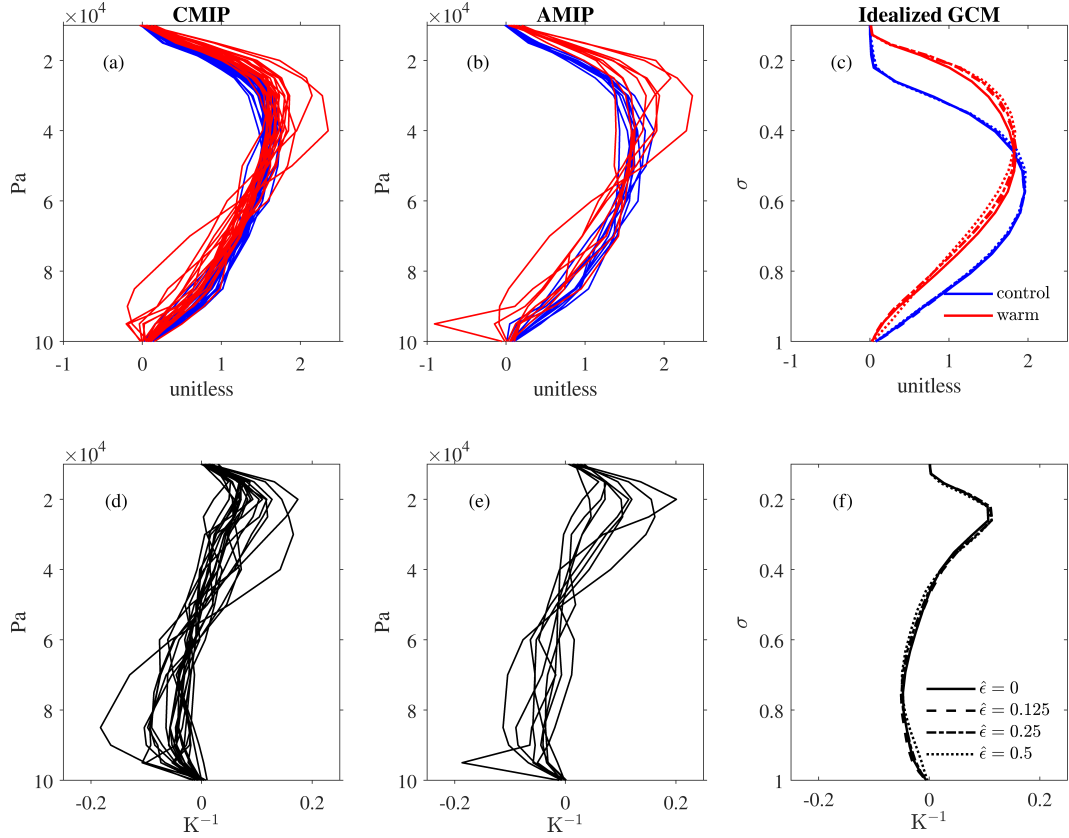 CMIP
AMIP
Idealized GCM
×10⁴
×10⁴
(a)
(b)
(c)
2
4
6
8
10
Pa
2
4
6
8
10
Pa
0.2
0.4
0.6
0.8
1
σ
control
warm
-1 0 1 2
-1 0 1 2
-1 0 1 2
unitless
unitless
unitless
×10⁴
×10⁴
(d)
(e)
(f)
2
4
6
8
10
Pa
2
4
6
8
10
Pa
0.2
0.4
0.6
0.8
1
σ
ε̂ = 0
ε̂ = 0.125
ε̂ = 0.25
ε̂ = 0.5
-0.2 0 0.2
-0.2 0 0.2
-0.2 0 0.2
K⁻¹
K⁻¹
K⁻¹